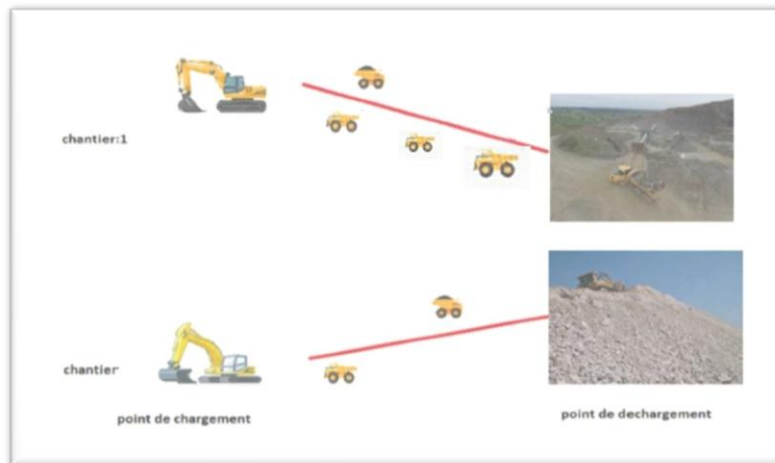 chantier:1
chantier
point de chargement
point de dechargement